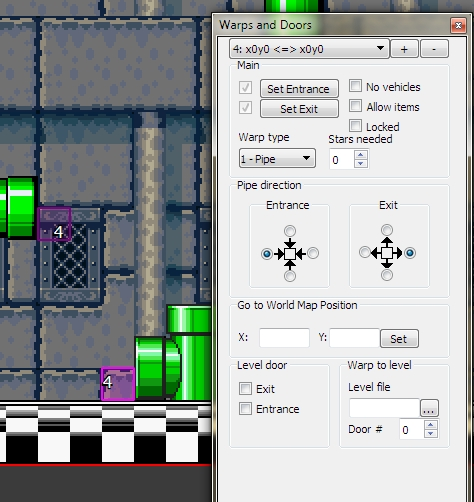 Warps and Doors
4: x0y0 <=> x0y0
+
-
Main
Set Entrance
No vehicles
Set Exit
Allow items
Locked
Warp type
Stars needed
1 - Pipe
0
Pipe direction
Entrance
Exit
4
Go to World Map Position
X:
Y:
Set
Level door
Warp to level
4
Exit
Level file
Entrance
...
Door #
0